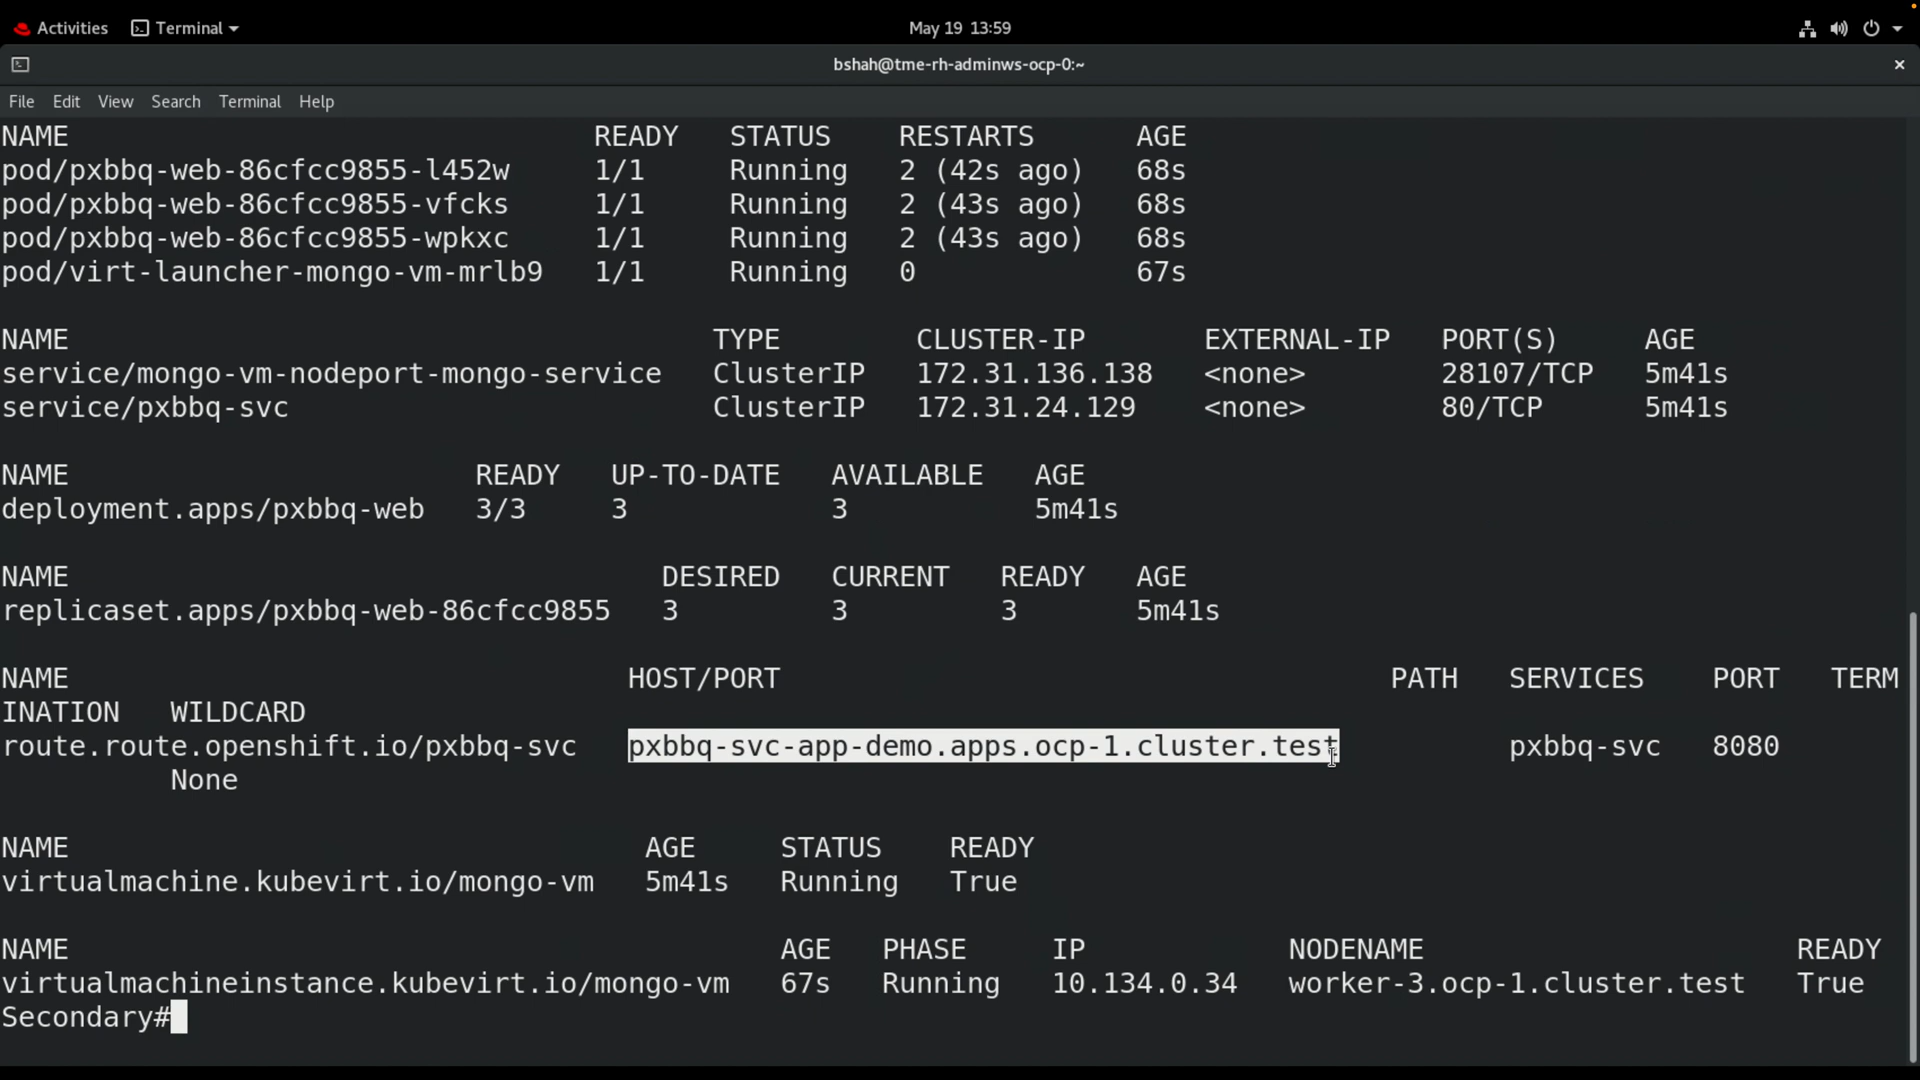 Activities Terminal May 19 13:59
bshah@tme-rh-adminws-ocp-0:~ ×
File Edit View Search Terminal Help
NAME READY STATUS RESTARTS AGE
pod/pxbbq-web-86cfcc9855-l452w 1/1 Running 2 (42s ago) 68s
pod/pxbbq-web-86cfcc9855-vfcks 1/1 Running 2 (43s ago) 68s
pod/pxbbq-web-86cfcc9855-wpkxc 1/1 Running 2 (43s ago) 68s
pod/virt-launcher-mongo-vm-mrlb9 1/1 Running 0 67s
NAME TYPE CLUSTER-IP EXTERNAL-IP PORT(S) AGE
service/mongo-vm-nodeport-mongo-service ClusterIP 172.31.136.138 <none> 28107/TCP 5m41s
service/pxbbq-svc ClusterIP 172.31.24.129 <none> 80/TCP 5m41s
NAME READY UP-TO-DATE AVAILABLE AGE
deployment.apps/pxbbq-web 3/3 3 3 5m41s
NAME DESIRED CURRENT READY AGE
replicaset.apps/pxbbq-web-86cfcc9855 3 3 3 5m41s
NAME HOST/PORT PATH SERVICES PORT TERM
INATION WILDCARD
route.route.openshift.io/pxbbq-svc pxbbq-svc-app-demo.apps.ocp-1.cluster.test pxbbq-svc 8080
None
NAME AGE STATUS READY
virtualmachine.kubevirt.io/mongo-vm 5m41s Running True
NAME AGE PHASE IP NODENAME READY
virtualmachineinstance.kubevirt.io/mongo-vm 67s Running 10.134.0.34 worker-3.ocp-1.cluster.test True
Secondary#